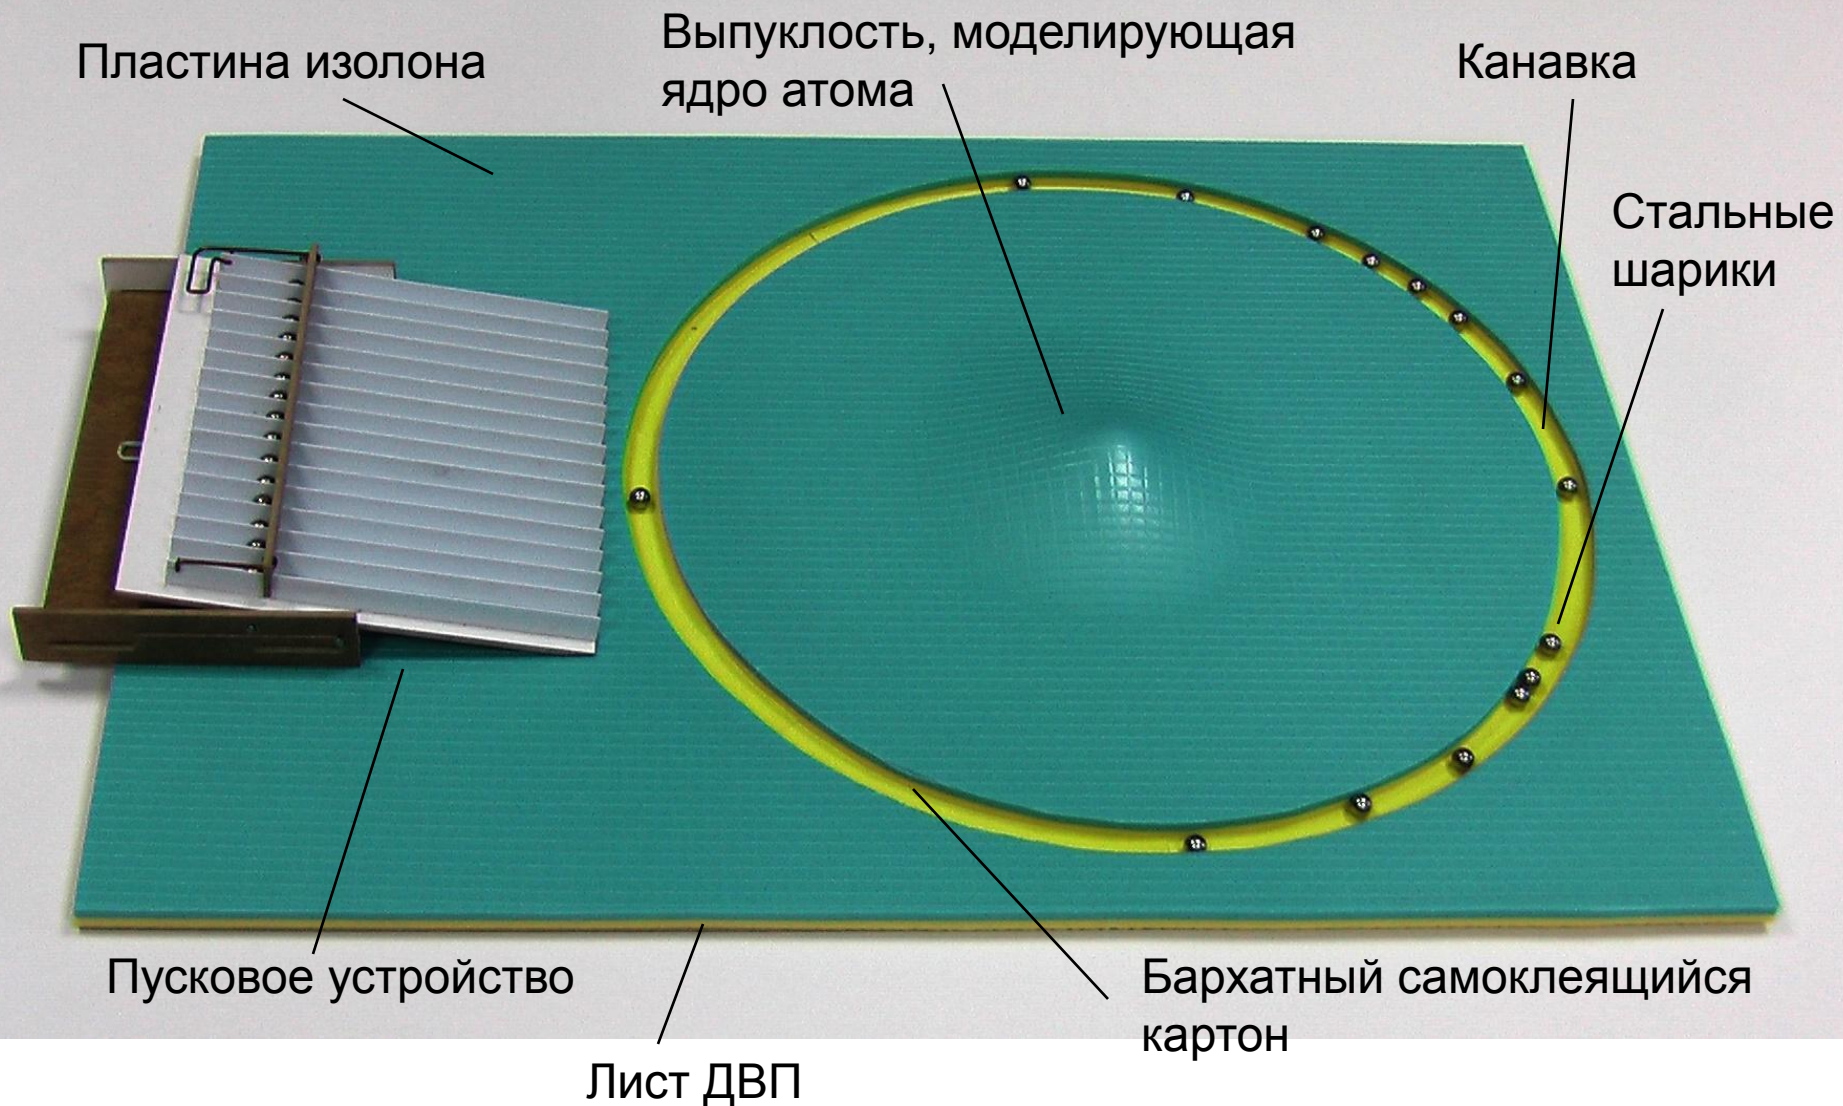 Пластина изолона
Выпуклость, моделирующая
ядро атома
Канавка
Стальные
шарики
Пусковое устройство
Бархатный самоклеящийся
картон
Лист ДВП